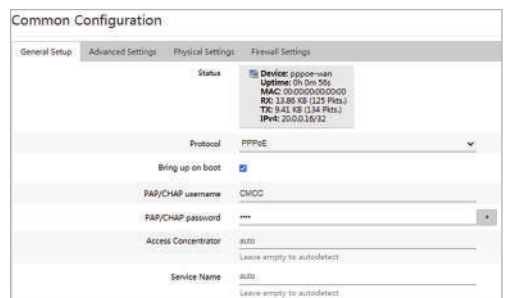 Common Configuration
General Setup Advanced Settings Physical Settings Firewall Settings
Status
Device: pppoe-wan
Uptime: 0h 0m 56s
MAC: 00:00:00:00:00:00
RX: 13.86 KB (125 Pkts.)
TX: 9.41 KB (134 Pkts.)
IPv4: 20.0.0.16/32
Protocol PPPoE
Bring up on boot
PAP/CHAP username CMCC
PAP/CHAP password ••••
Access Concentrator auto
Leave empty to autodetect
Service Name auto
Leave empty to autodetect